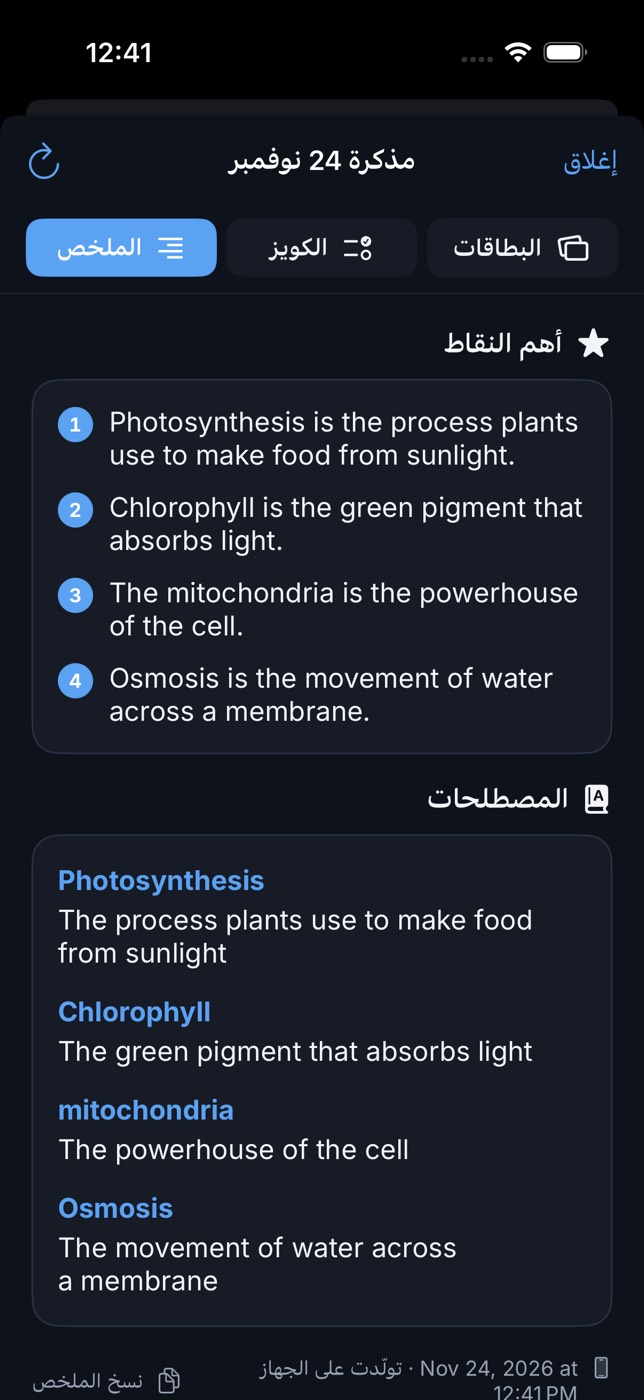 12:41
إغلاق
مذكرة 24 نوفمبر
البطاقات
الكويز
الملخص
أهم النقاط
1 Photosynthesis is the process plants
use to make food from sunlight.
2 Chlorophyll is the green pigment that
absorbs light.
3 The mitochondria is the powerhouse
of the cell.
4 Osmosis is the movement of water
across a membrane.
المصطلحات
Photosynthesis
The process plants use to make food
from sunlight
Chlorophyll
The green pigment that absorbs light
mitochondria
The powerhouse of the cell
Osmosis
The movement of water across
a membrane
تولّدت على الجهاز · Nov 24, 2026 at
12:41 PM
نسخ الملخص